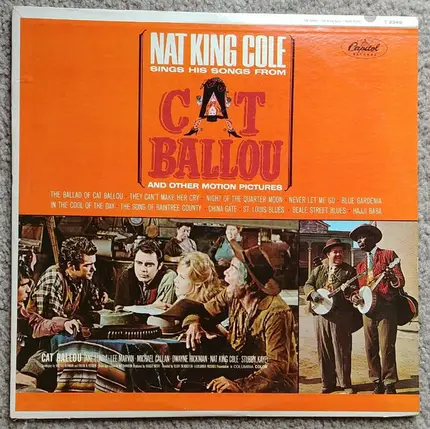 NAT KING COLE
SINGS HIS SONGS FROM
CAT
BALLOU
AND OTHER MOTION PICTURES
Capitol
RECORDS
THE BALLAD OF CAT BALLOU · THEY CAN'T MAKE HER CRY · NIGHT OF THE QUARTER MOON · NEVER LET ME GO · BLUE GARDENIA
IN THE COOL OF THE DAY · THE SONG OF RAINTREE COUNTY · CHINA GATE · ST. LOUIS BLUES · BEALE STREET BLUES · HAJJI BABA
CAT BALLOU JANE FONDA · LEE MARVIN · MICHAEL CALLAN · DWAYNE HICKMAN · NAT KING COLE · STUBBY KAYE
A COLUMBIA